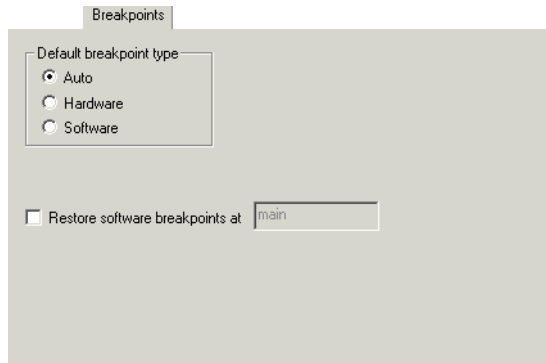 Breakpoints
Default breakpoint type
Auto
Hardware
Software
Restore software breakpoints at main